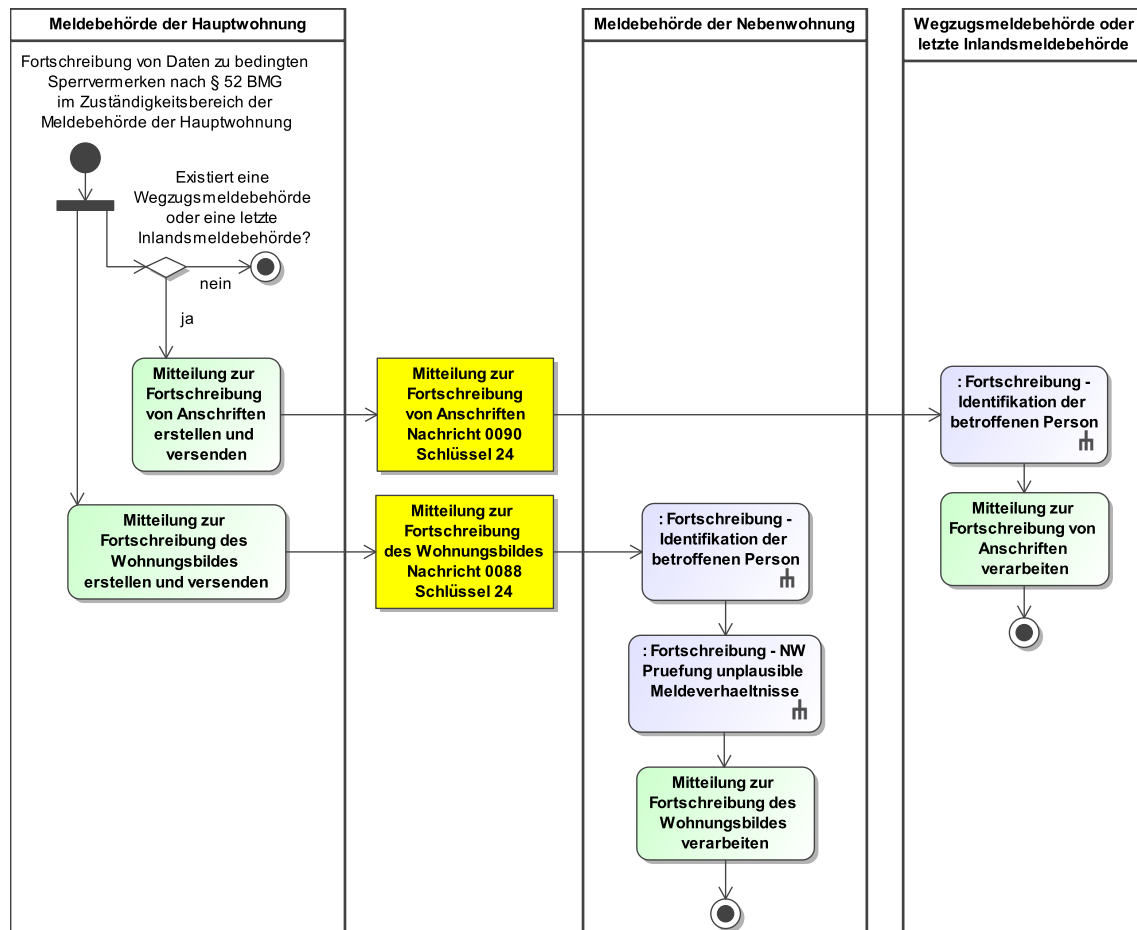 Meldebehörde der Hauptwohnung
Meldebehörde der Nebenwohnung
Wegzugsmeldebehörde oder
letzte Inlandsmeldebehörde
Fortschreibung von Daten zu bedingten
Sperrvermerken nach § 52 BMG
im Zuständigkeitsbereich der
Meldebehörde der Hauptwohnung
Existiert eine
Wegzugsmeldebehörde
oder eine letzte
Inlandsmeldebehörde?
nein
ja
Mitteilung zur
Fortschreibung
von Anschriften
erstellen und
versenden
Mitteilung zur
Fortschreibung
von Anschriften
Nachricht 0090
Schlüssel 24
: Fortschreibung -
Identifikation der
betroffenen Person
Mitteilung zur
Fortschreibung von
Anschriften
verarbeiten
Mitteilung zur
Fortschreibung des
Wohnungsbildes
erstellen und versenden
Mitteilung zur
Fortschreibung
des Wohnungsbildes
Nachricht 0088
Schlüssel 24
: Fortschreibung -
Identifikation der
betroffenen Person
: Fortschreibung - NW
Pruefung unplausible
Meldeverhaeltnisse
Mitteilung zur
Fortschreibung des
Wohnungsbildes
verarbeiten